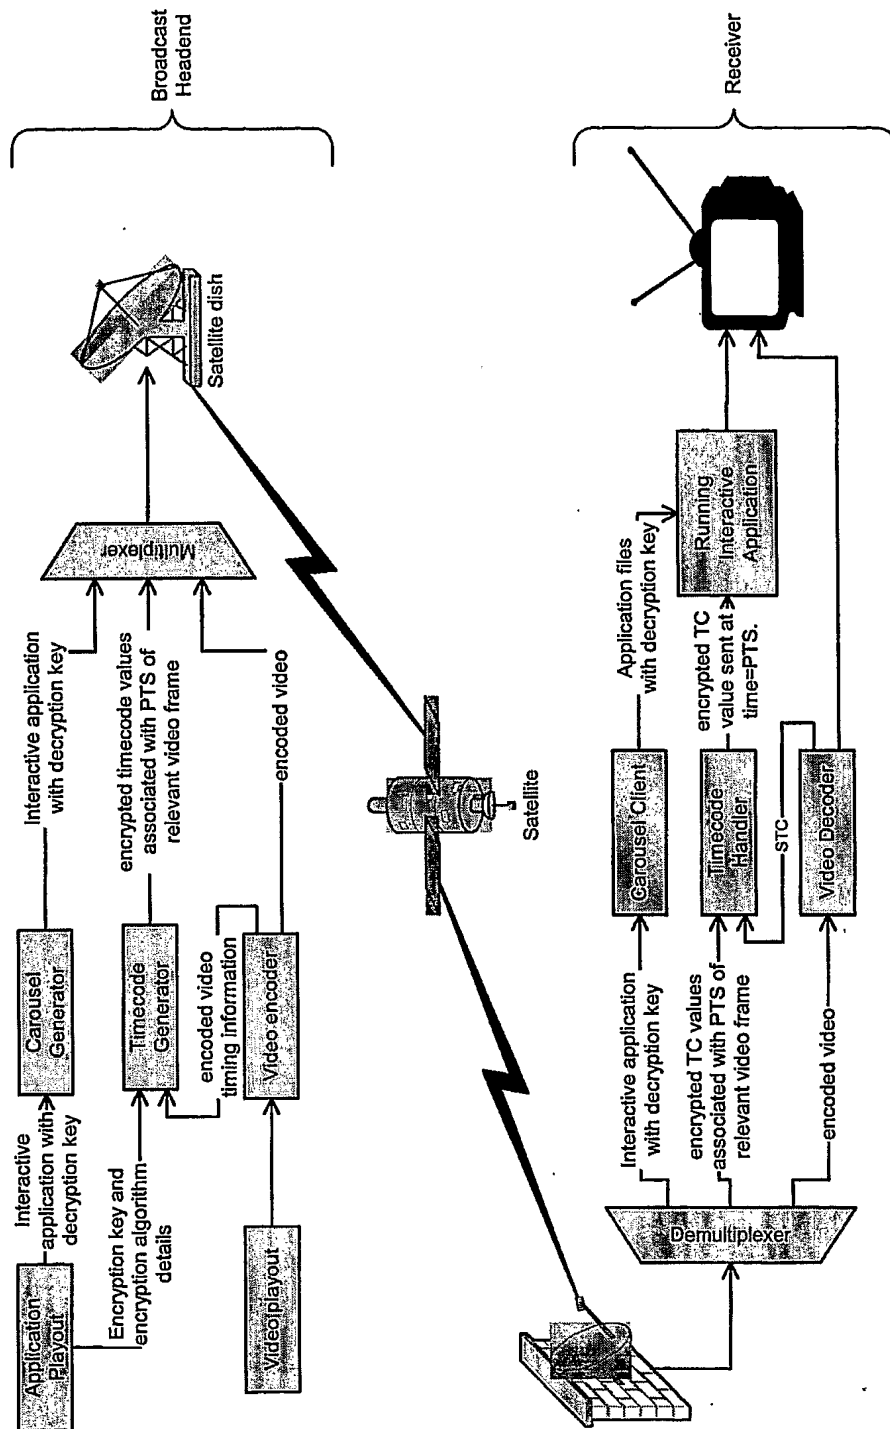 Application
Playout
Interactive
application with
decryption key
Carousel
Generator
Interactive application
with decryption key
Encryption key and
encryption algorithm
details
Timecode
Generator
encrypted timecode values
associated with PTS of
relevant video frame
encoded video
timing information
Video playout
Video encoder
encoded video
Multiplexer
Satellite dish
Broadcast
Headend
Satellite
Demultiplexer
Interactive application
with decryption key
Carousel Client
Application files
with decryption key
encrypted TC values
associated with PTS of
relevant video frame
Timecode
Handler
encrypted TC
value sent at
time=PTS.
STC
encoded video
Video Decoder
Running
Interactive
Application
Receiver